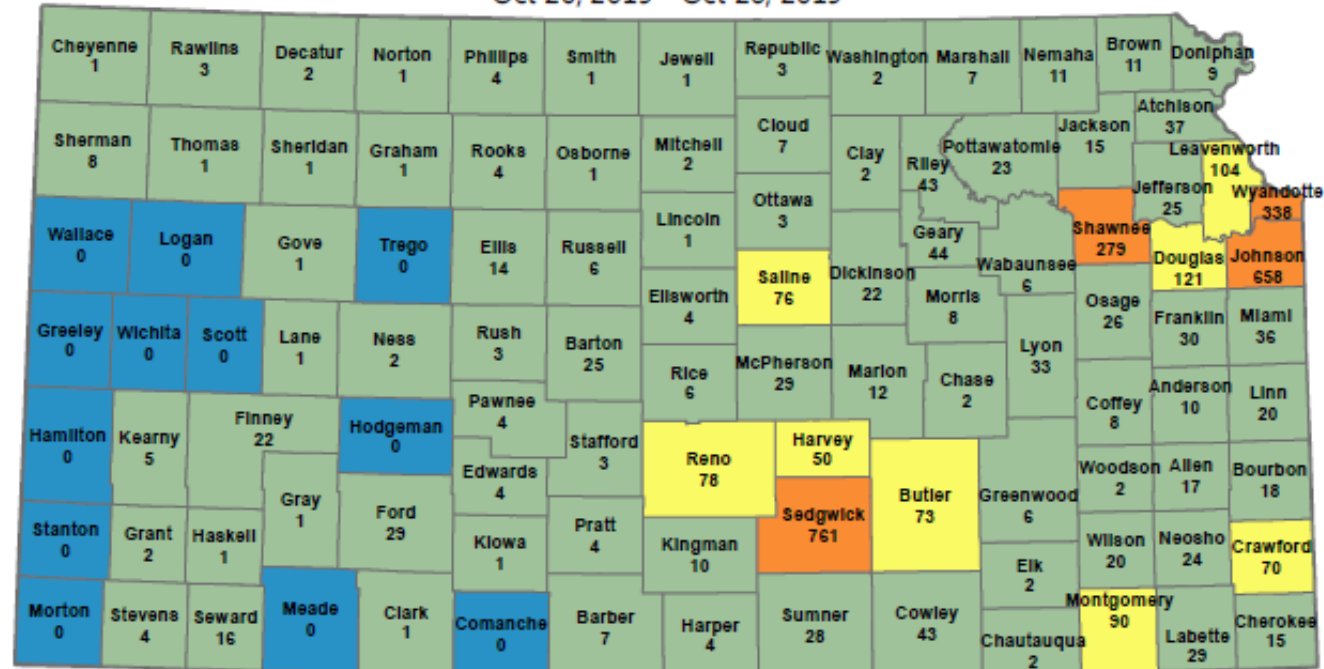 Cheyenne
1
Rawlins
3
Decatur
2
Norton
1
Phillips
4
Smith
1
Jewell
1
Republic
3
Washington
2
Marshall
7
Nemaha
11
Brown
11
Doniphan
9
Sherman
8
Thomas
1
Sheridan
1
Graham
1
Rooks
4
Osborne
1
Mitchell
2
Cloud
7
Clay
2
Riley
43
Pottawatomie
23
Jackson
15
Atchison
37
Leavenworth
104
Jefferson
25
Wyandotte
338
Wallace
0
Logan
0
Gove
1
Trego
0
Ellis
14
Russell
6
Lincoln
1
Ottawa
3
Saline
76
Dickinson
22
Geary
44
Wabaunsee
6
Shawnee
279
Douglas
121
Johnson
658
Greeley
0
Wichita
0
Scott
0
Lane
1
Ness
2
Rush
3
Barton
25
Ellsworth
4
Rice
6
McPherson
29
Marion
12
Morris
8
Chase
2
Lyon
33
Osage
26
Franklin
30
Miami
36
Hamilton
0
Kearny
5
Finney
22
Hodgeman
0
Pawnee
4
Stafford
3
Edwards
4
Reno
78
Harvey
50
Butler
73
Greenwood
6
Coffey
8
Anderson
10
Linn
20
Woodson
2
Allen
17
Bourbon
18
Stanton
0
Grant
2
Haskell
1
Gray
1
Ford
29
Kiowa
1
Pratt
4
Kingman
10
Sedgwick
761
Elk
2
Wilson
20
Neosho
24
Crawford
70
Morton
0
Stevens
4
Seward
16
Meade
0
Clark
1
Comanche
0
Barber
7
Harper
4
Sumner
28
Cowley
43
Chautauqua
2
Montgomery
90
Labette
29
Cherokee
15